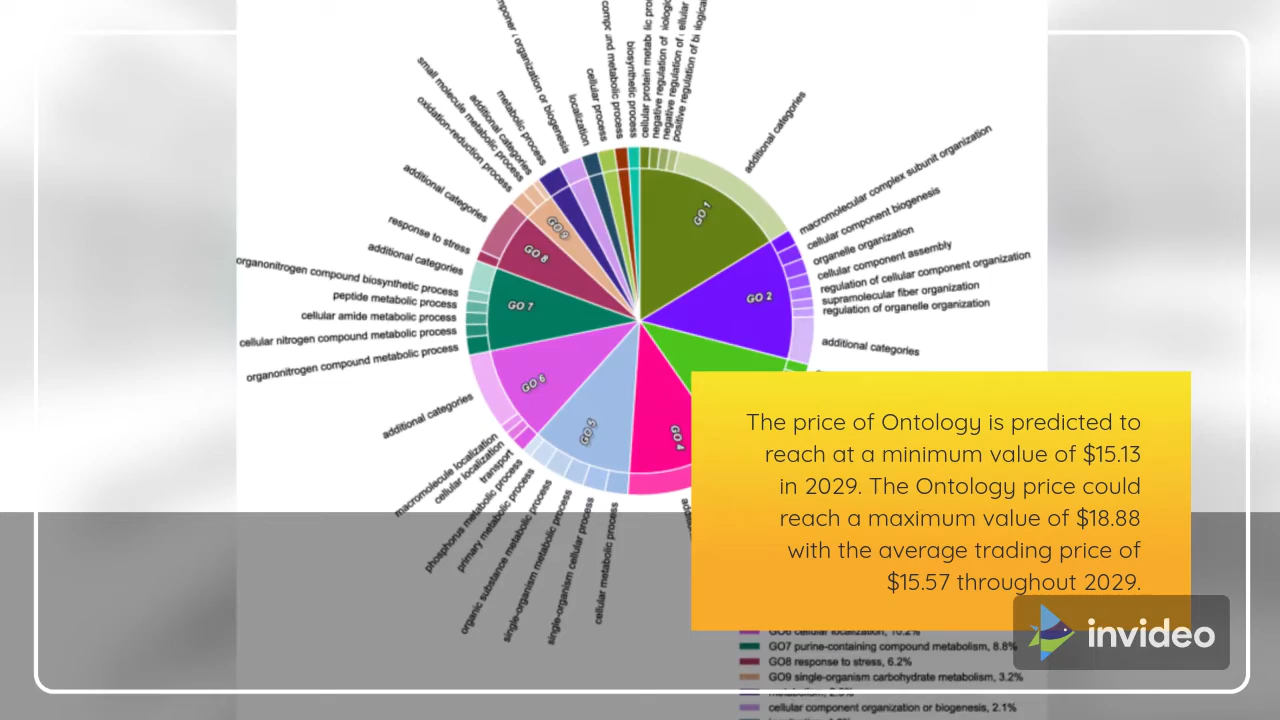 additional categories
macromolecular complex subunit organization
cellular component biogenesis
organelle organization
cellular component assembly
regulation of cellular component organization
supramolecular fiber organization
regulation of organelle organization
additional categories
biosynthetic process
cellular process
localization
organization or biogenesis
metabolic process
additional categories
small molecule metabolic process
oxidation-reduction process
additional categories
response to stress
additional categories
organonitrogen compound biosynthetic process
peptide metabolic process
cellular amide metabolic process
cellular nitrogen compound metabolic process
organonitrogen compound metabolic process
additional categories
macromolecule localization
cellular localization
transport
phosphorus metabolic process
primary metabolic process
organic substance metabolic process
single-organism metabolic process
single-organism cellular process
cellular metabolic process
GO 1
GO 2
GO 4
GO 5
GO 6
GO 7
GO 8
GO 9
The price of Ontology is predicted to
reach at a minimum value of $15.13
in 2029. The Ontology price could
reach a maximum value of $18.88
with the average trading price of
$15.57 throughout 2029.
GO6 cellular localization, 10.2%
GO7 purine-containing compound metabolism, 8.8%
GO8 response to stress, 6.2%
GO9 single-organism carbohydrate metabolism, 3.2%
cellular component organization or biogenesis, 2.1%
invideo